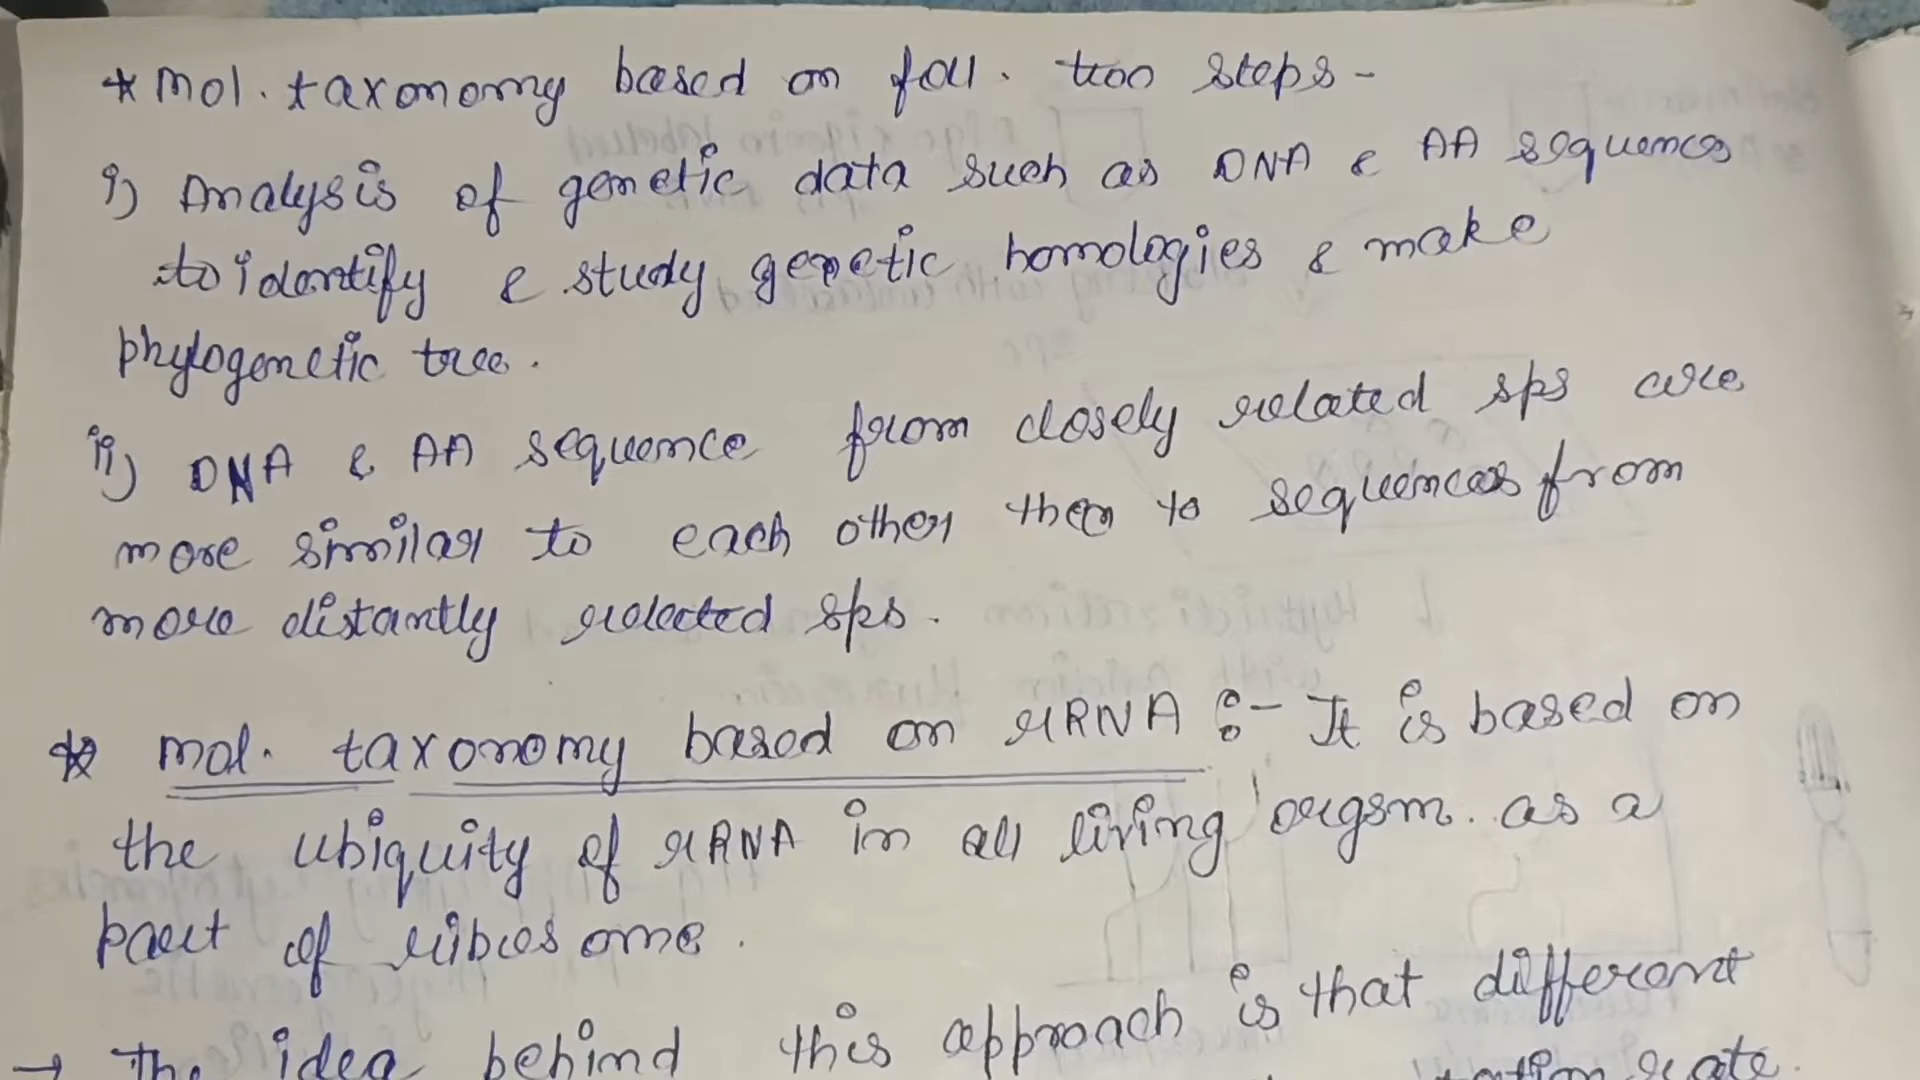 * Mol. taxonomy based on foll. two steps -
i) Analysis of genetic data such as DNA & AA sequences
to identify & study genetic homologies & make
phylogenetic tree.
ii) DNA & AA sequence from closely related sps are
more similar to each other then to sequences from
more distantly related sps.
* mol. taxonomy based on rRNA :- It is based on
the ubiquity of rRNA in all living orgsm. as a
part of ribosome.
→ The idea behind this approach is that different
rate.